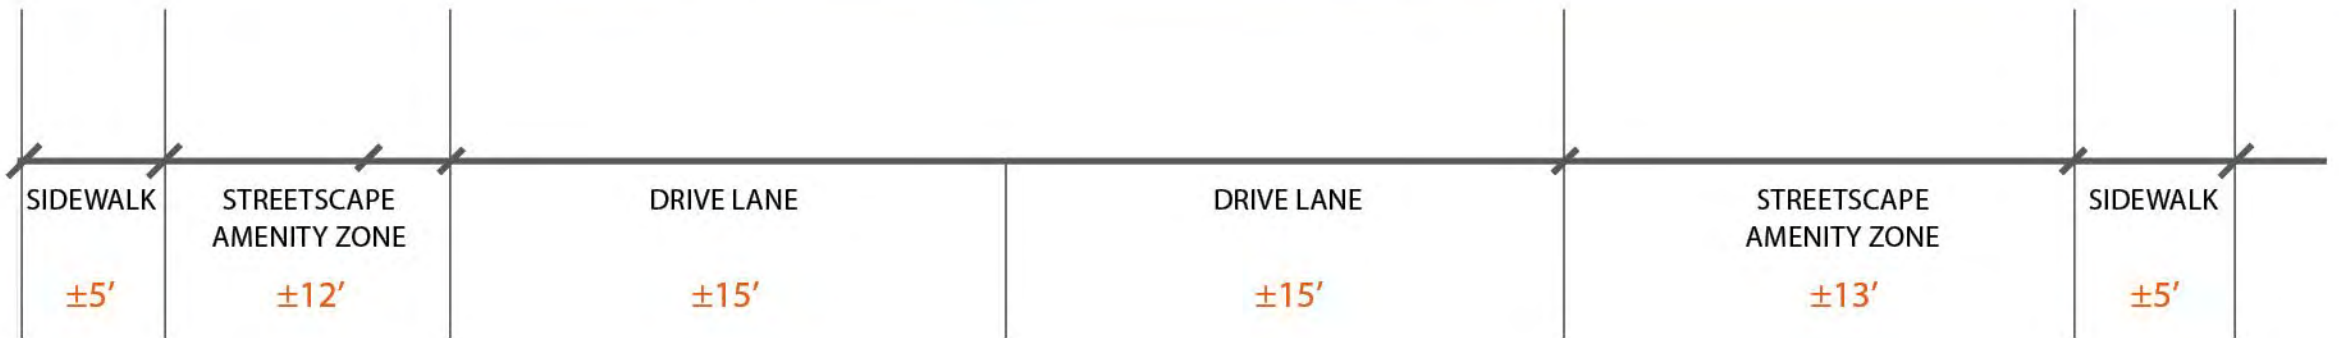 SIDEWALK
STREETSCAPE
AMENITY ZONE
DRIVE LANE
DRIVE LANE
STREETSCAPE
AMENITY ZONE
SIDEWALK
±5’
±12’
±15’
±15’
±13’
±5’